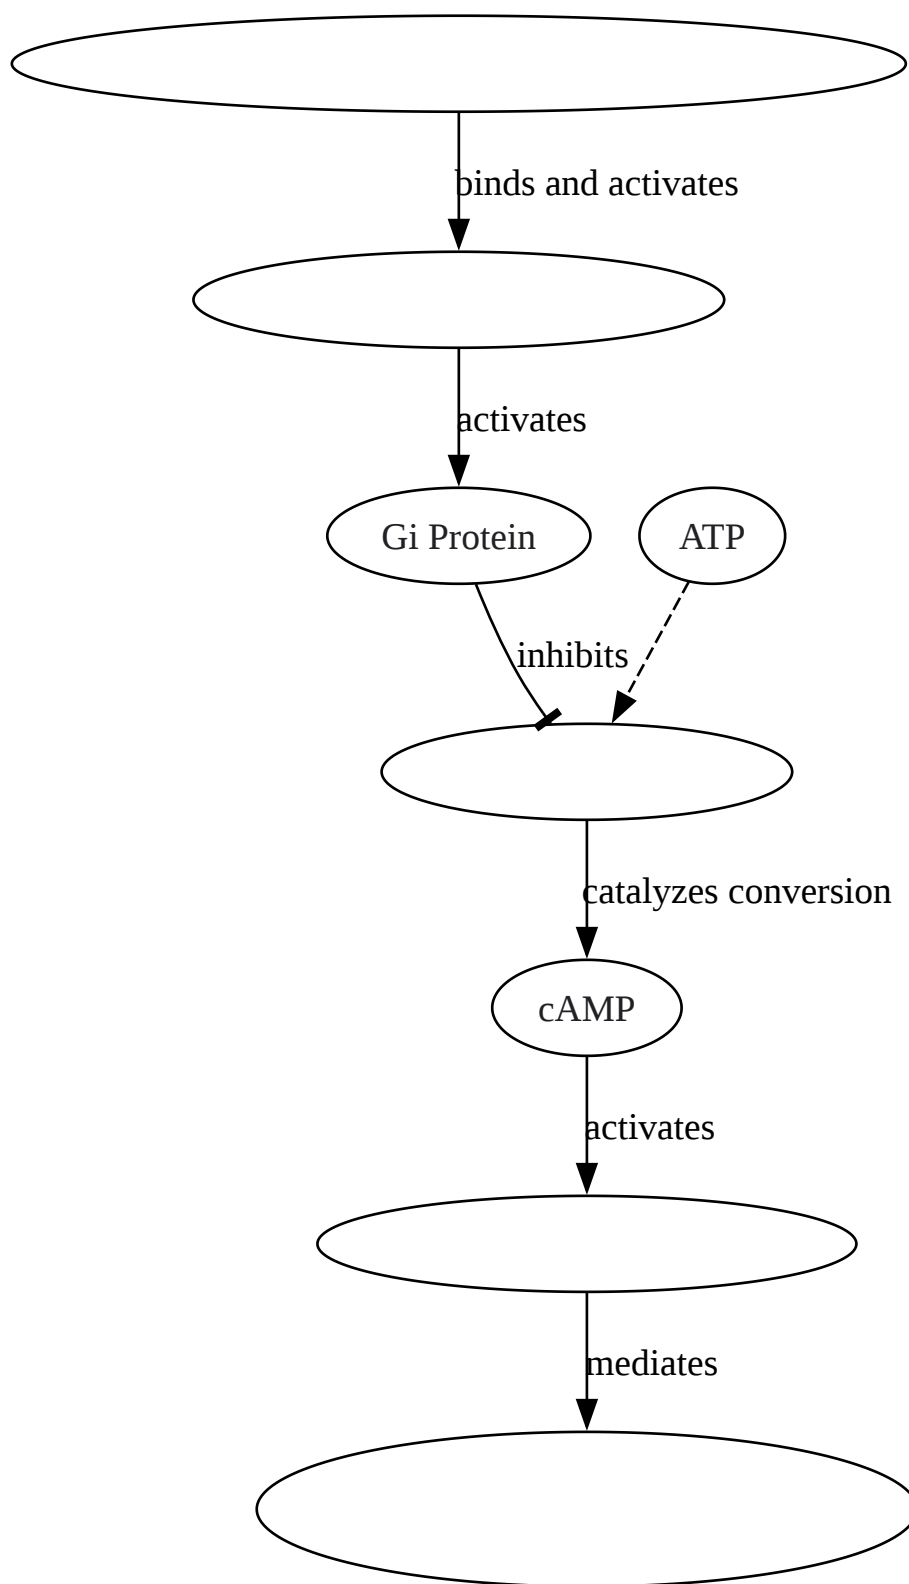 binds and activates
activates
Gi Protein
ATP
inhibits
catalyzes conversion
cAMP
activates
mediates